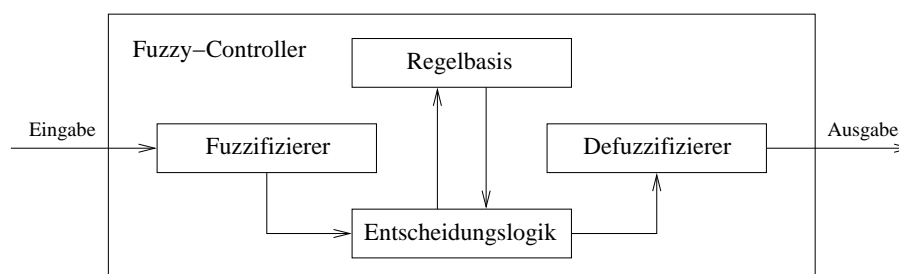 Fuzzy−Controller
Regelbasis
Eingabe
Fuzzifizierer
Defuzzifizierer
Ausgabe
Entscheidungslogik